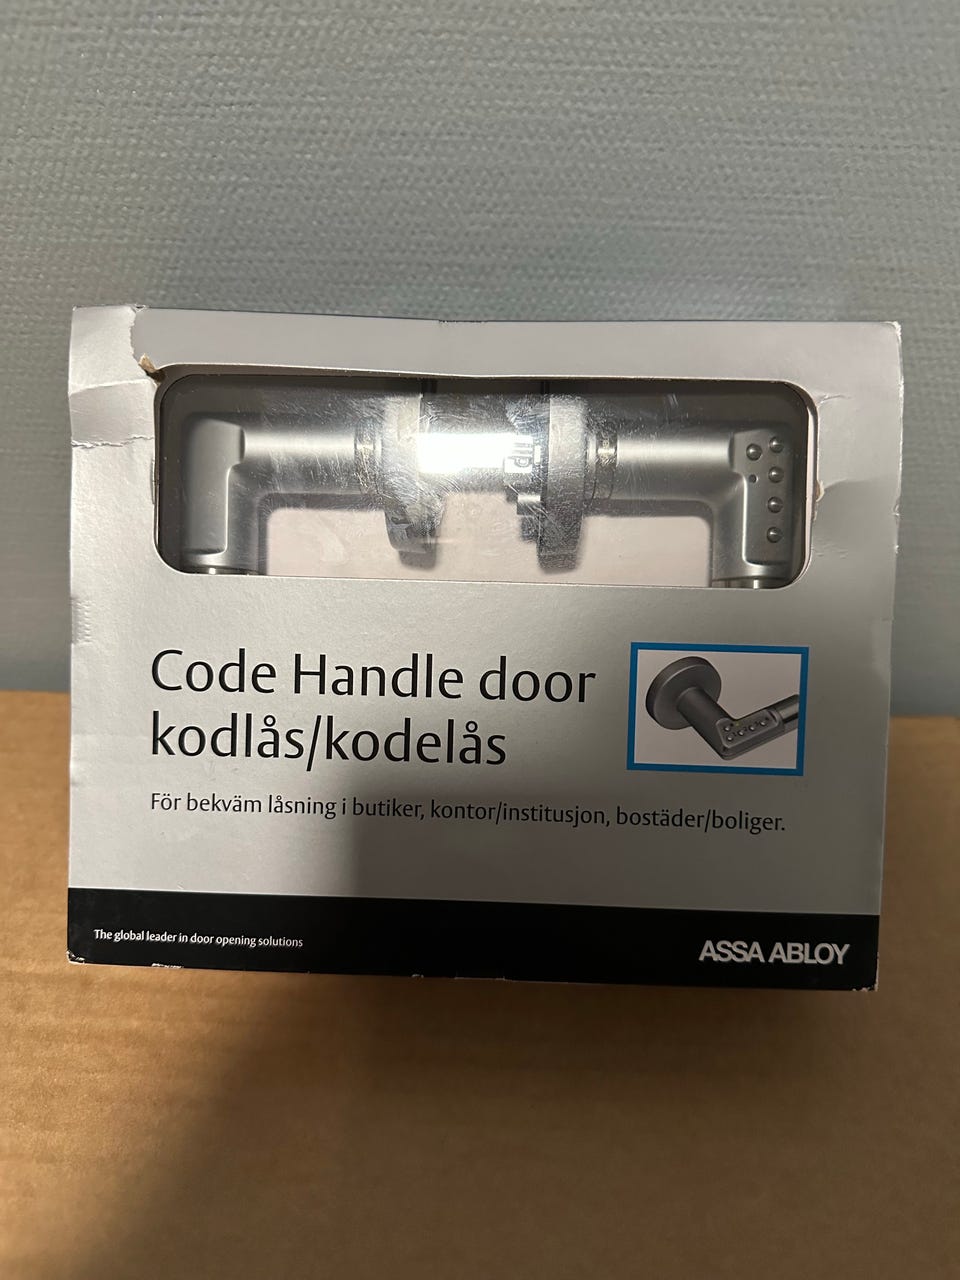 Code Handle door
kodlås/kodelås
För bekväm låsning i butiker, kontor/institusjon, bostäder/boliger.
The global leader in door opening solutions
ASSA ABLOY